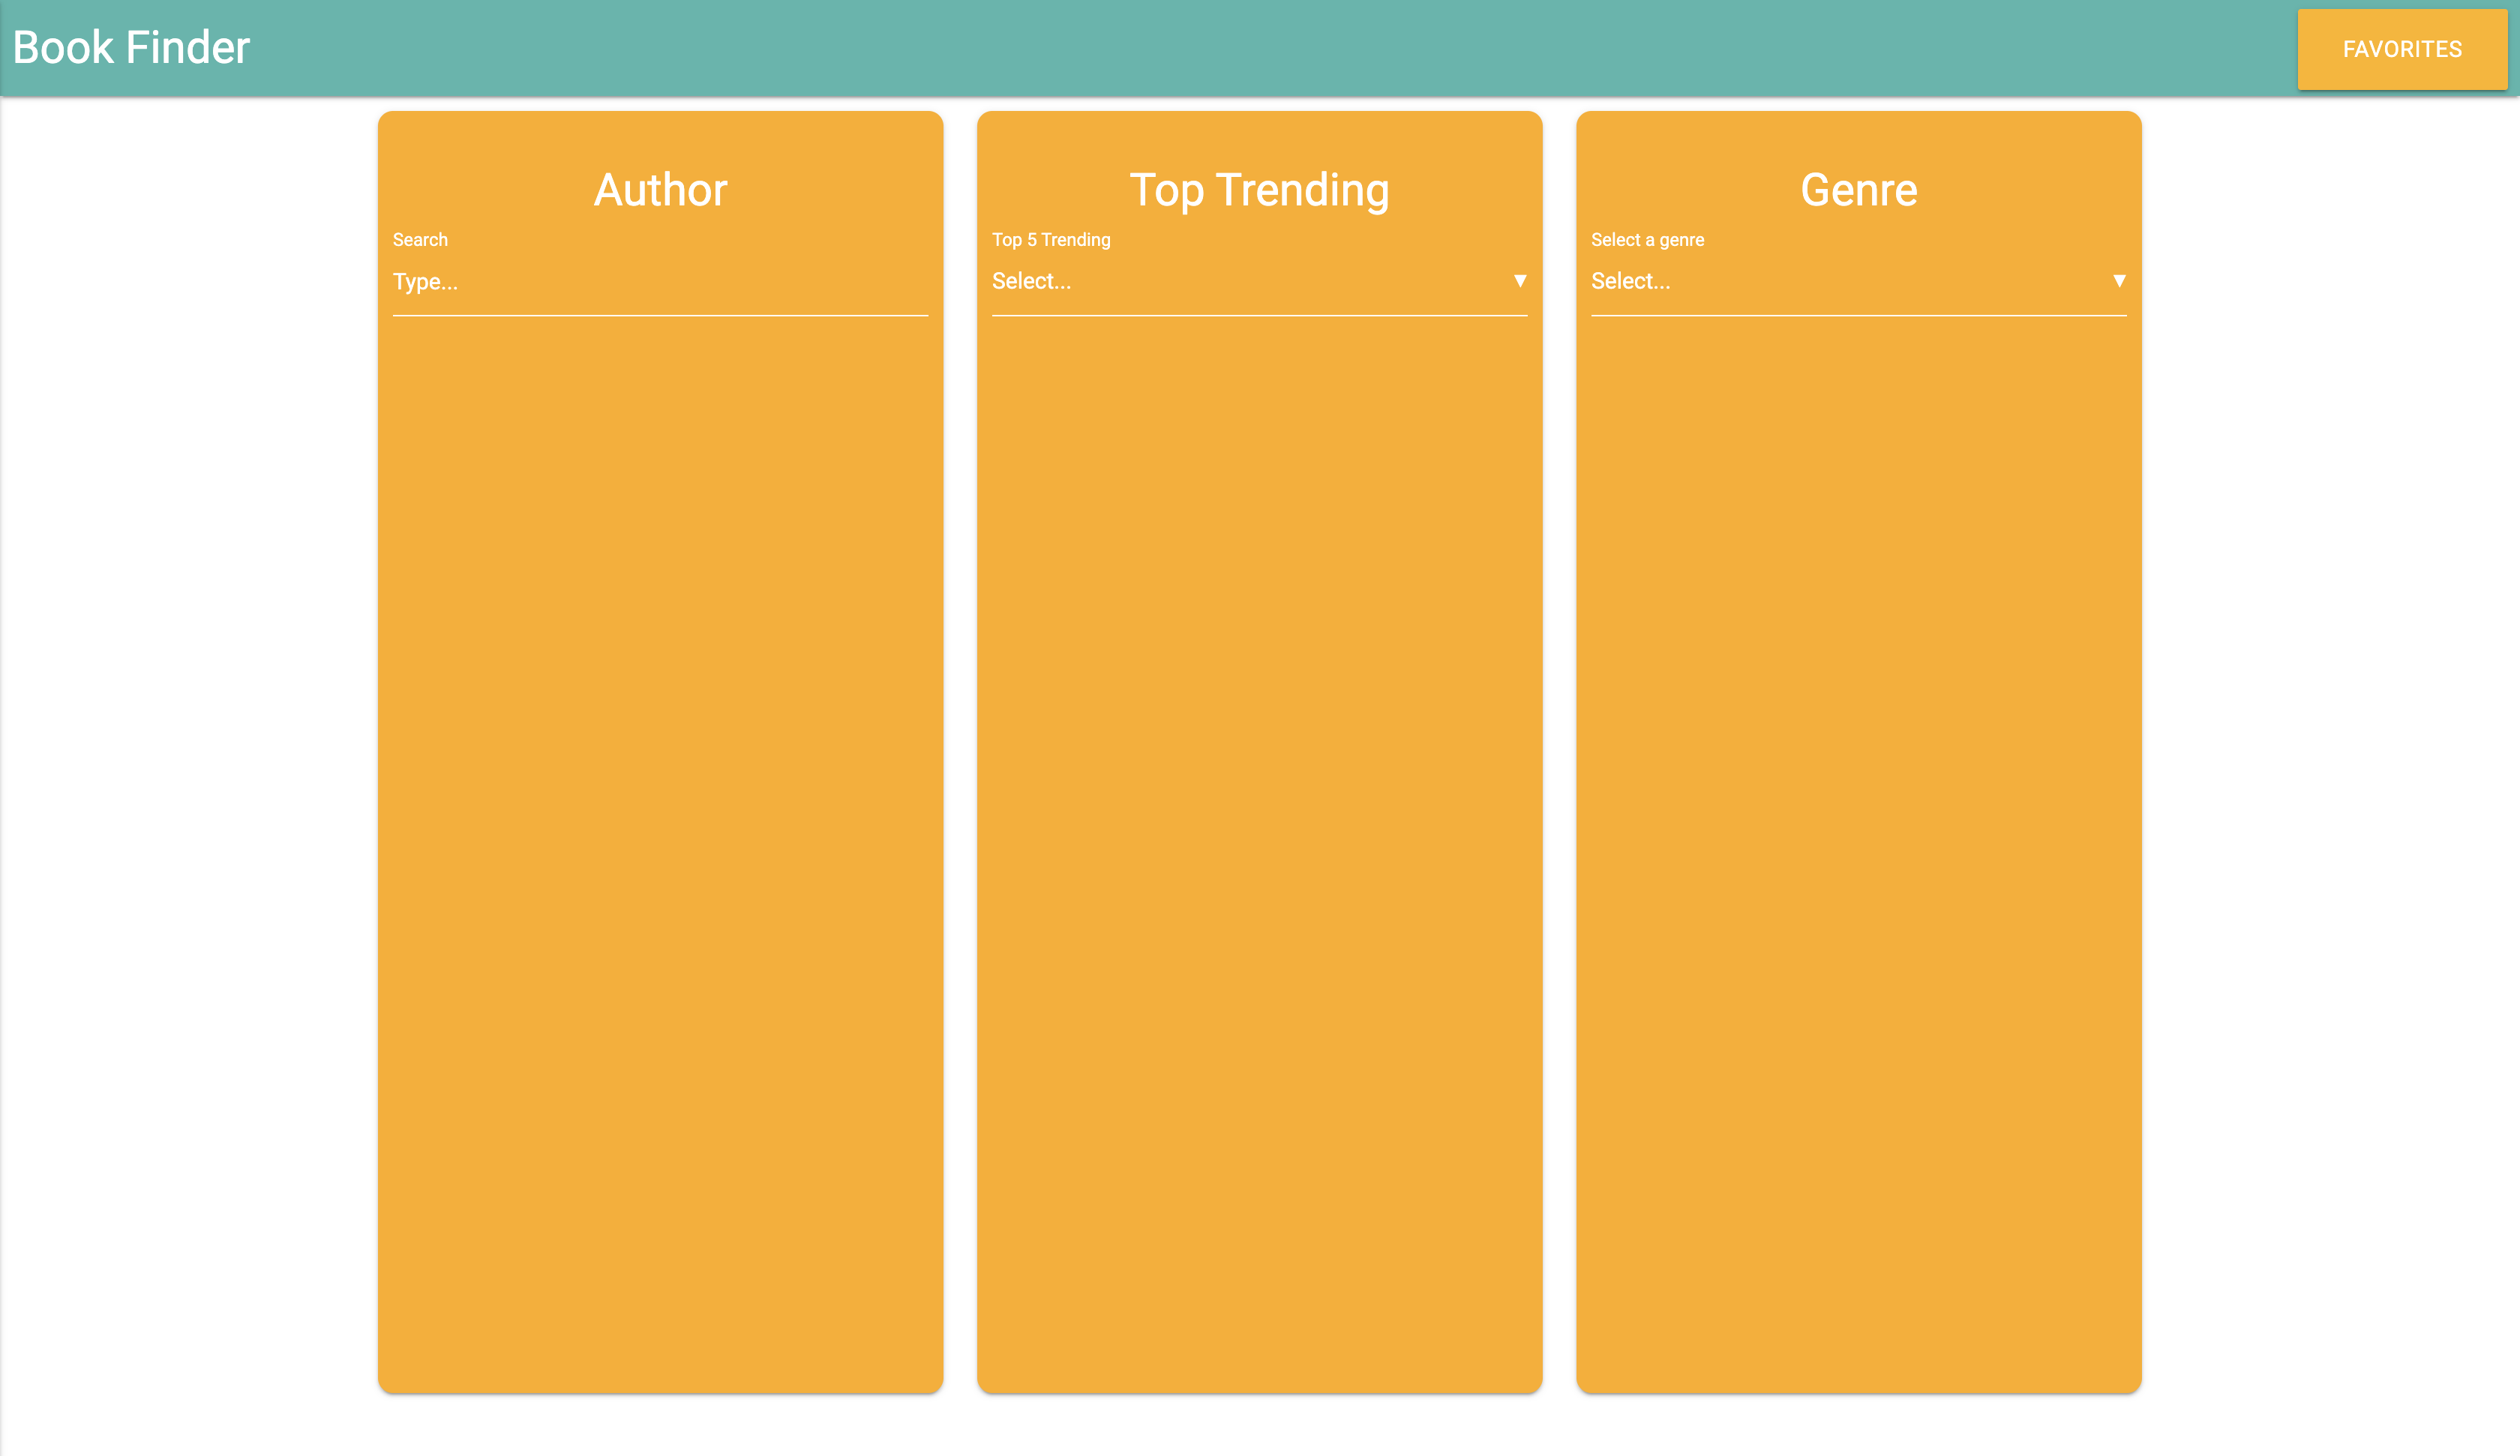 Book Finder
FAVORITES
Author
Search
Type...
Top Trending
Top 5 Trending
Select...
Genre
Select a genre
Select...